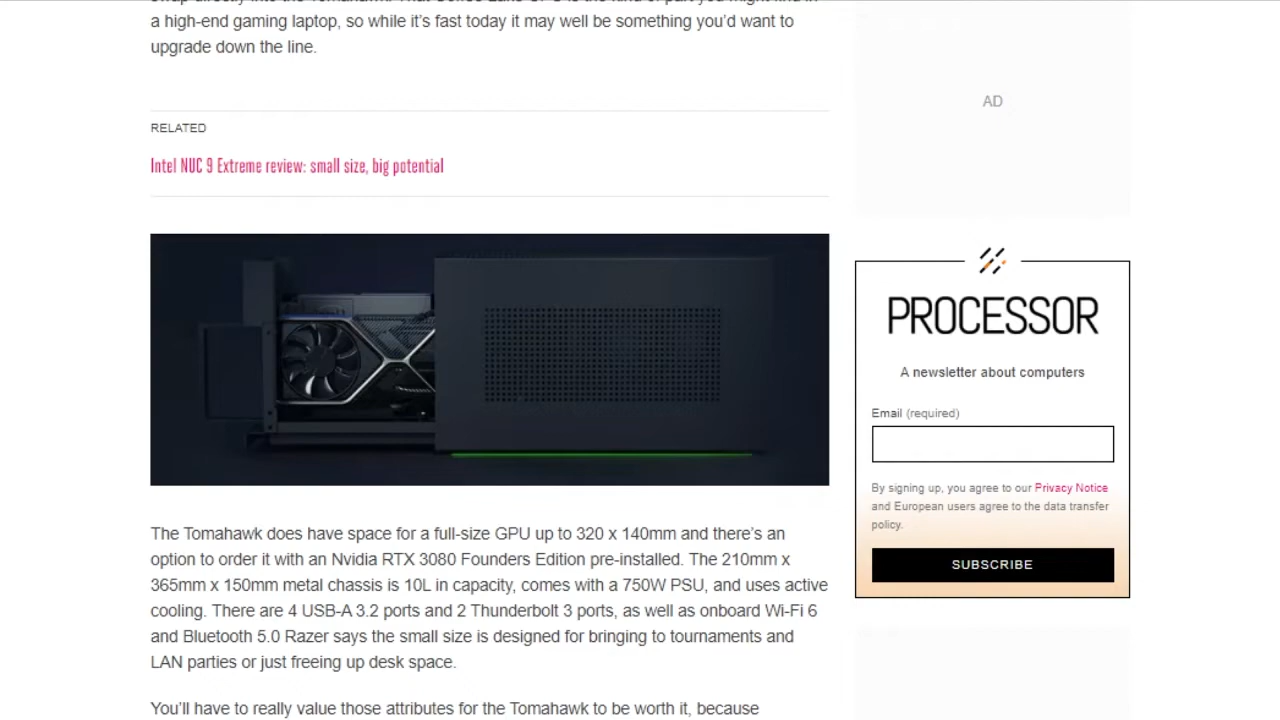 a high-end gaming laptop, so while it's fast today it may well be something you'd want to
upgrade down the line.
RELATED
Intel NUC 9 Extreme review: small size, big potential
The Tomahawk does have space for a full-size GPU up to 320 x 140mm and there's an
option to order it with an Nvidia RTX 3080 Founders Edition pre-installed. The 210mm x
365mm x 150mm metal chassis is 10L in capacity, comes with a 750W PSU, and uses active
cooling. There are 4 USB-A 3.2 ports and 2 Thunderbolt 3 ports, as well as onboard Wi-Fi 6
and Bluetooth 5.0 Razer says the small size is designed for bringing to tournaments and
LAN parties or just freeing up desk space.
You'll have to really value those attributes for the Tomahawk to be worth it, because
AD
PROCESSOR
A newsletter about computers
Email (required)
By signing up, you agree to our Privacy Notice
and European users agree to the data transfer
policy.
SUBSCRIBE